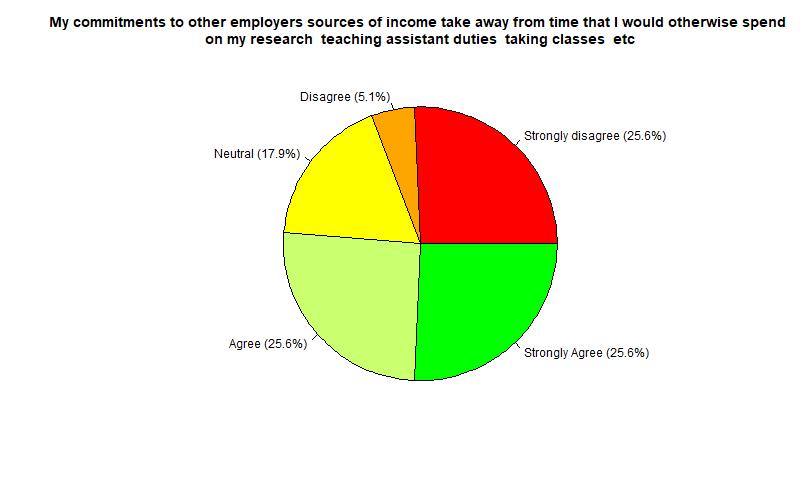 My commitments to other employers sources of income take away from time that I would otherwise spend
on my research  teaching assistant duties  taking classes  etc
Disagree (5.1%)
Strongly disagree (25.6%)
Neutral (17.9%)
Agree (25.6%)
Strongly Agree (25.6%)